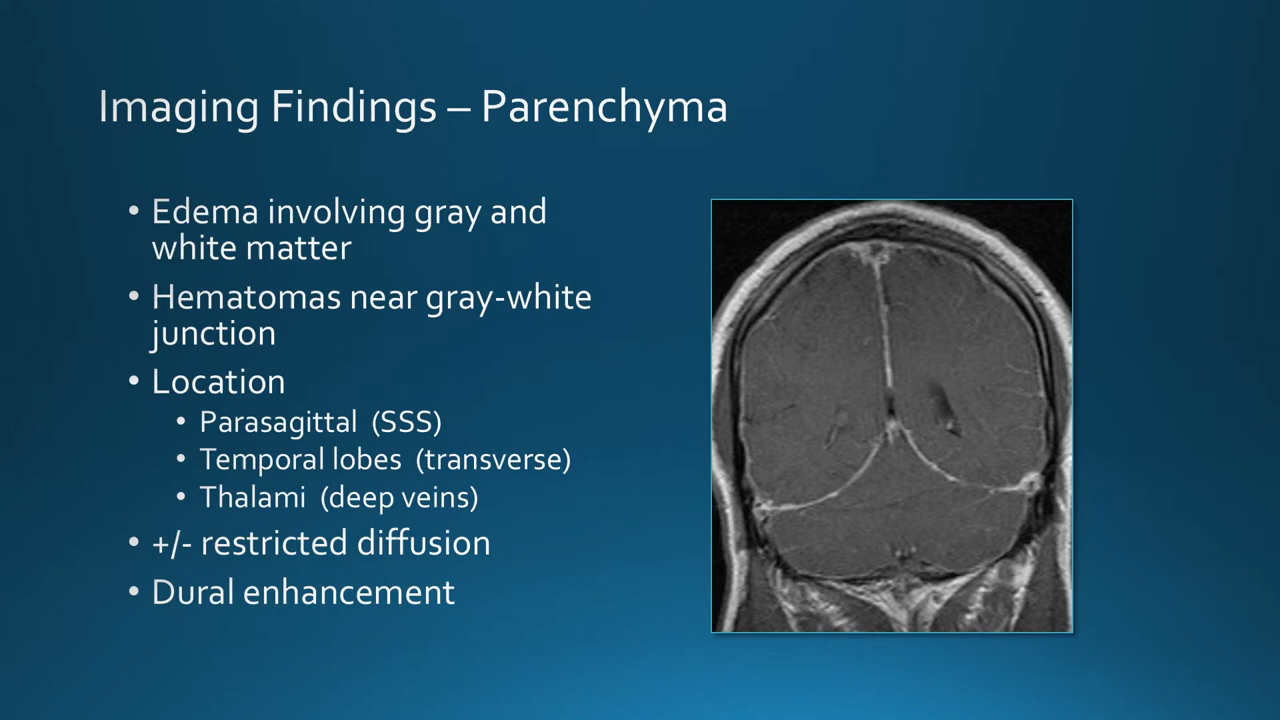 Imaging Findings – Parenchyma
• Edema involving gray and
white matter
• Hematomas near gray-white
junction
• Location
• Parasagittal (SSS)
• Temporal lobes (transverse)
• Thalami (deep veins)
• +/- restricted diffusion
• Dural enhancement